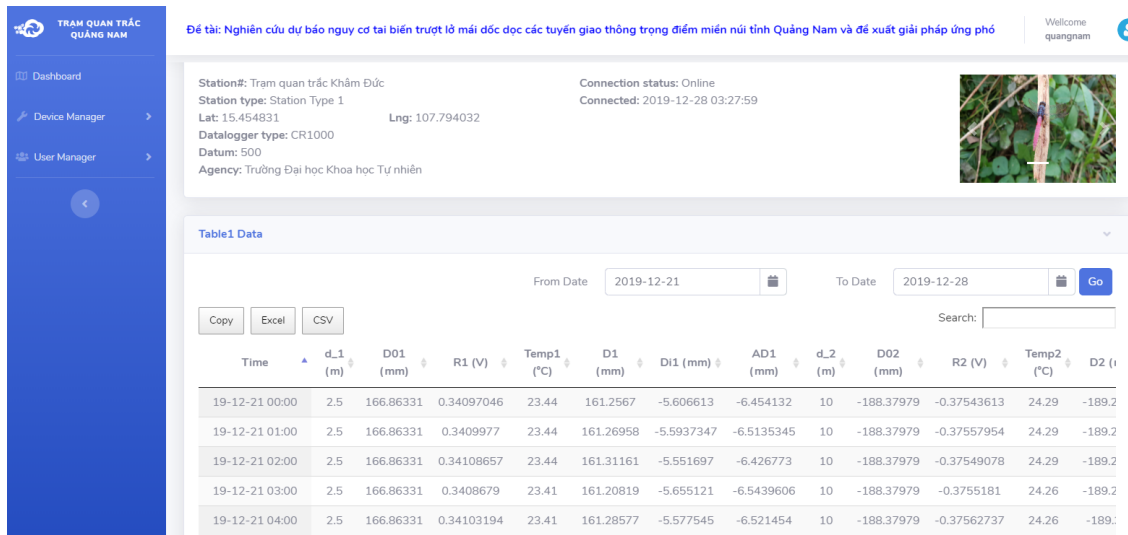 TRẠM QUAN TRẮC
QUẢNG NAM
Đề tài: Nghiên cứu dự báo nguy cơ tai biến trượt lở mái dốc dọc các tuyến giao thông trọng điểm miền núi tỉnh Quảng Nam và đề xuất giải pháp ứng phó
Wellcome
quangnam
Dashboard
Device Manager
User Manager
Station#: Trạm quan trắc Khâm Đức
Connection status: Online
Station type: Station Type 1
Connected: 2019-12-28 03:27:59
Lat: 15.454831 Lng: 107.794032
Datalogger type: CR1000
Datum: 500
Agency: Trường Đại học Khoa học Tự nhiên
Table1 Data
From Date 2019-12-21 To Date 2019-12-28 Go
Copy Excel CSV Search:
Time d_1 (m) D01 (mm) R1 (V) Temp1 (°C) D1 (mm) Di1 (mm) AD1 (mm) d_2 (m) D02 (mm) R2 (V) Temp2 (°C) D2
19-12-21 00:00 2.5 166.86331 0.34097046 23.44 161.2567 -5.606613 -6.454132 10 -188.37979 -0.37543613 24.29 -189.2
19-12-21 01:00 2.5 166.86331 0.3409977 23.44 161.26958 -5.5937347 -6.5135345 10 -188.37979 -0.37557954 24.29 -189.2
19-12-21 02:00 2.5 166.86331 0.34108657 23.44 161.31161 -5.551697 -6.426773 10 -188.37979 -0.37549078 24.29 -189.2
19-12-21 03:00 2.5 166.86331 0.3408679 23.41 161.20819 -5.655121 -6.5439606 10 -188.37979 -0.3755181 24.26 -189.2
19-12-21 04:00 2.5 166.86331 0.34103194 23.41 161.28577 -5.577545 -6.521454 10 -188.37979 -0.37562737 24.26 -189.